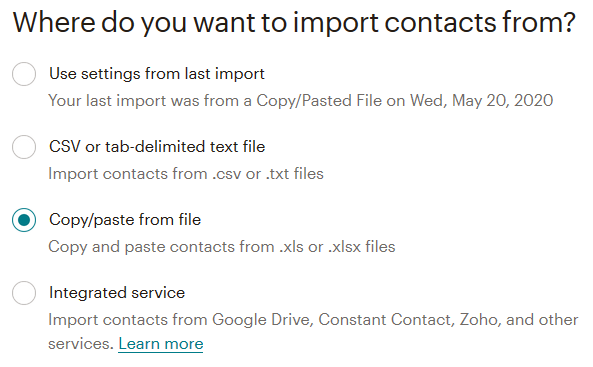 Where do you want to import contacts from?
Use settings from last import
Your last import was from a Copy/Pasted File on Wed, May 20, 2020
CSV or tab-delimited text file
Import contacts from .csv or .txt files
Copy/paste from file
Copy and paste contacts from .xls or .xlsx files
Integrated service
Import contacts from Google Drive, Constant Contact, Zoho, and other
services. Learn more